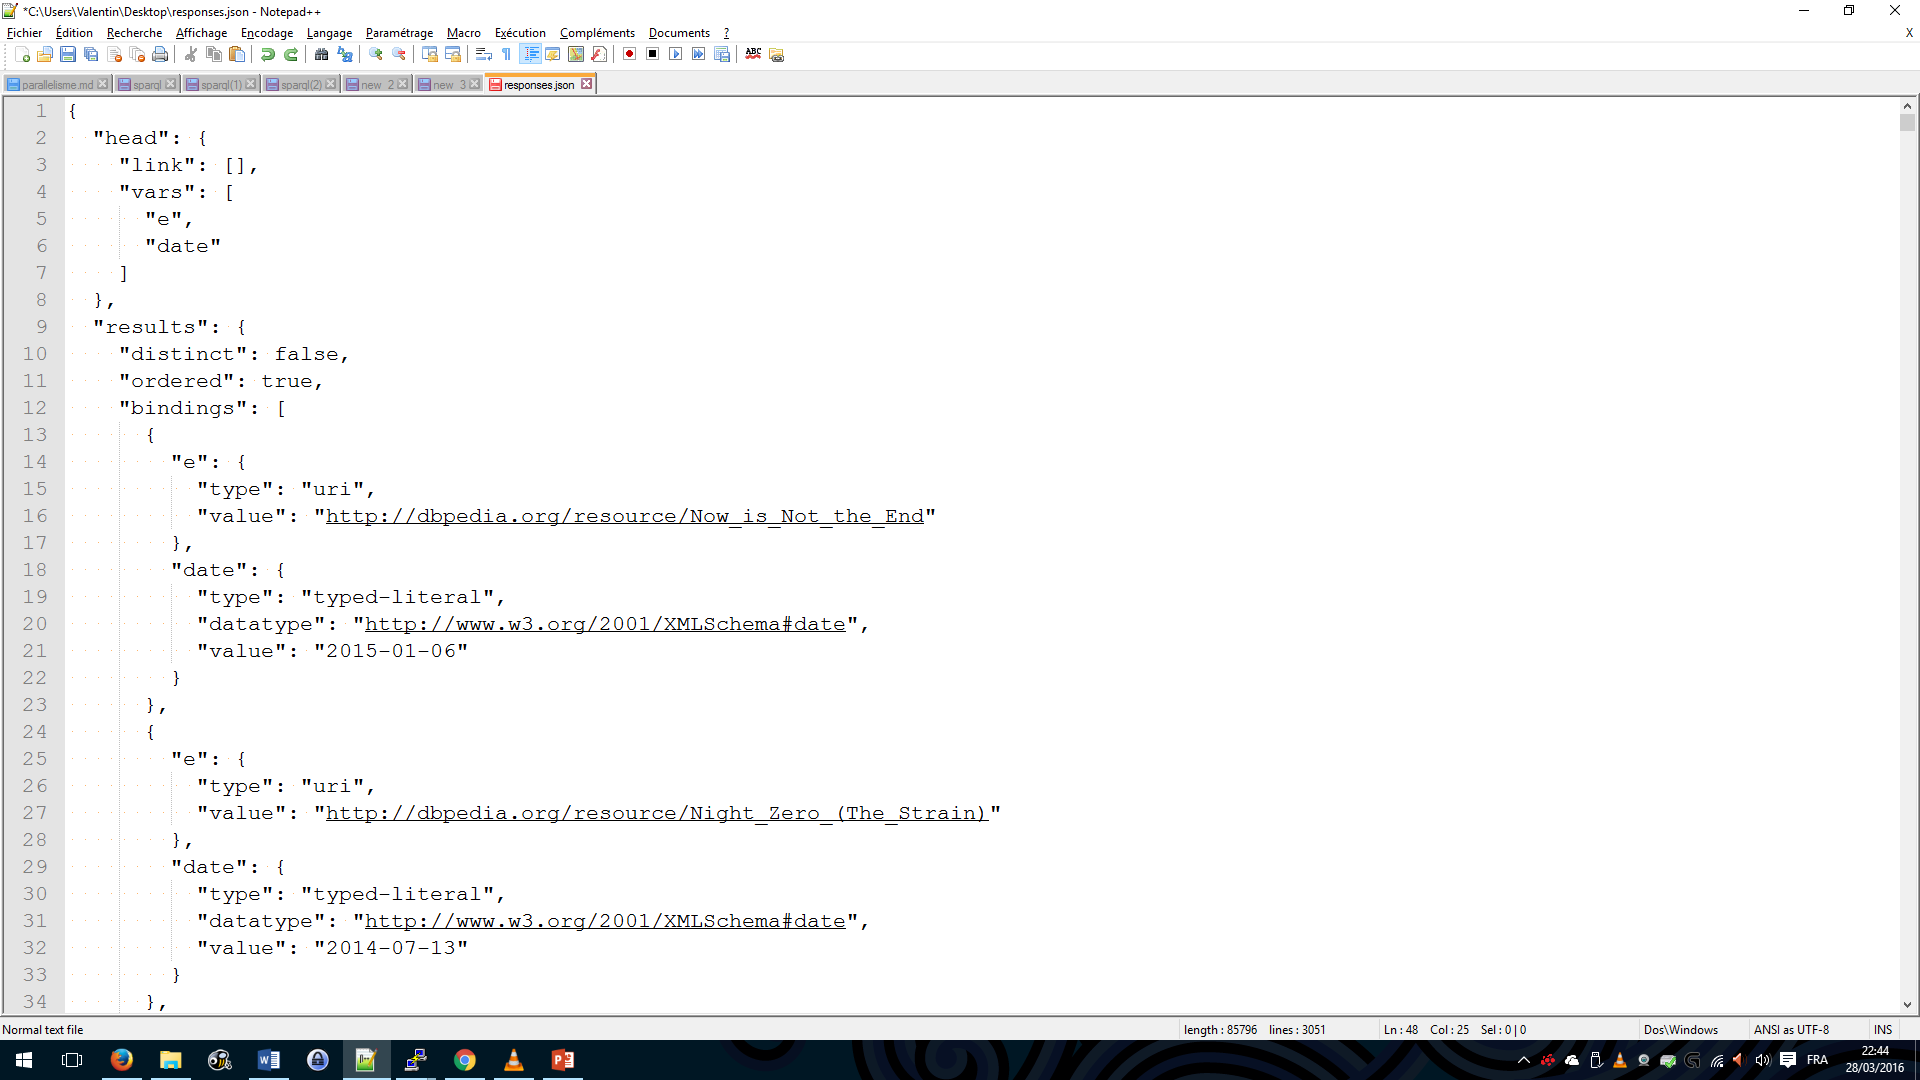 *C:\Users\Valentin\Desktop\responses.json - Notepad++
Fichier Édition Recherche Affichage Encodage Langage Paramétrage Macro Exécution Compléments Documents ? X
parallelisme.md sparql sparql(1) sparql(2) new 2 new 3 responses.json
1 {
2 "head": {
3 "link": [],
4 "vars": [
5 "e",
6 "date"
7 ]
8 },
9 "results": {
10 "distinct": false,
11 "ordered": true,
12 "bindings": [
13 {
14 "e": {
15 "type": "uri",
16 "value": "http://dbpedia.org/resource/Now_is_Not_the_End"
17 },
18 "date": {
19 "type": "typed-literal",
20 "datatype": "http://www.w3.org/2001/XMLSchema#date",
21 "value": "2015-01-06"
22 }
23 },
24 {
25 "e": {
26 "type": "uri",
27 "value": "http://dbpedia.org/resource/Night_Zero_(The_Strain)"
28 },
29 "date": {
30 "type": "typed-literal",
31 "datatype": "http://www.w3.org/2001/XMLSchema#date",
32 "value": "2014-07-13"
33 }
34 },
Normal text file length : 85796 lines : 3051 Ln : 48 Col : 25 Sel : 0 | 0 Dos\Windows ANSI as UTF-8 INS
FRA 22:44
28/03/2016